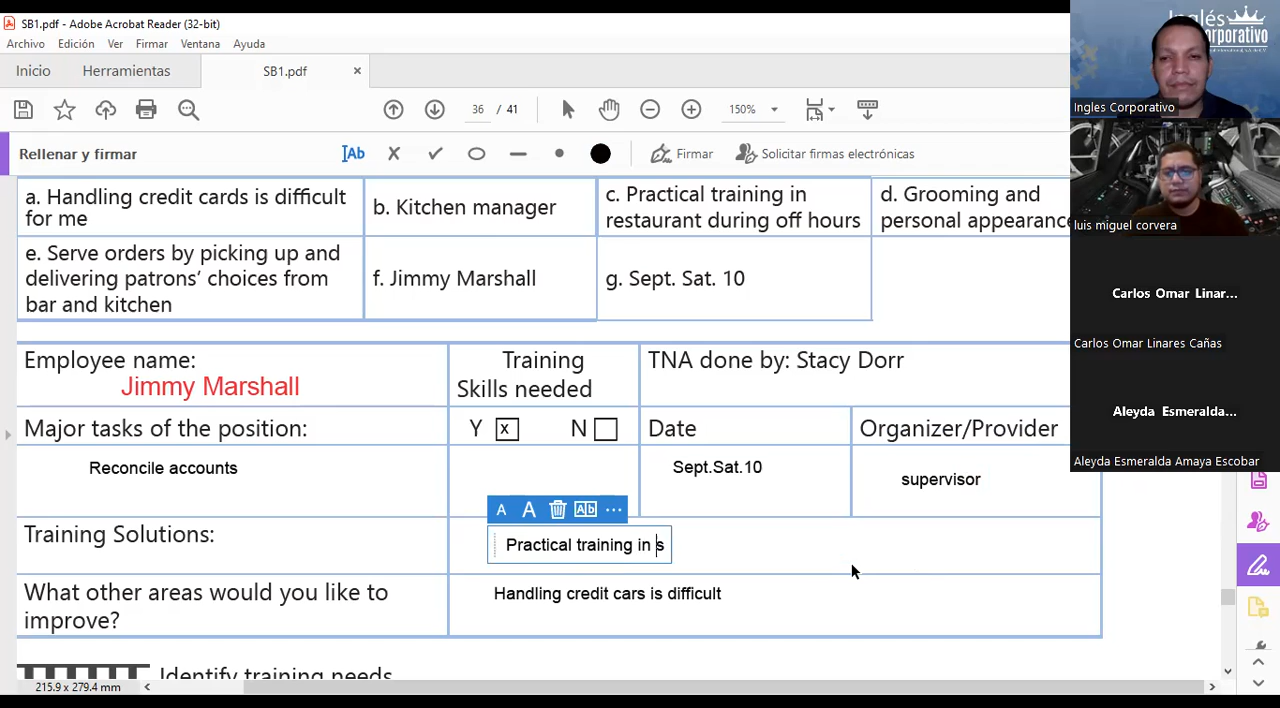 SB1.pdf - Adobe Acrobat Reader (32-bit)
Archivo Edición Ver Firmar Ventana Ayuda
Inicio Herramientas SB1.pdf
36 / 41 150%
Rellenar y firmar Ab Firmar Solicitar firmas electrónicas
a. Handling credit cards is difficult
for me
b. Kitchen manager
c. Practical training in
restaurant during off hours
d. Grooming and
personal appearance
e. Serve orders by picking up and
delivering patrons' choices from
bar and kitchen
f. Jimmy Marshall
g. Sept. Sat. 10
Employee name:
Jimmy Marshall
Training
Skills needed
TNA done by: Stacy Dorr
Major tasks of the position:
Y x N
Date
Organizer/Provider
Reconcile accounts
Sept.Sat.10
supervisor
A A Ab
Training Solutions:
Practical training in s
What other areas would you like to
improve?
Handling credit cars is difficult
Identify training needs
215.9 x 279.4 mm
Inglés
Corporativo
Ingles Corporativo
luis miguel corvera
Carlos Omar Linar...
Carlos Omar Linares Cañas
Aleyda Esmeralda...
Aleyda Esmeralda Amaya Escobar